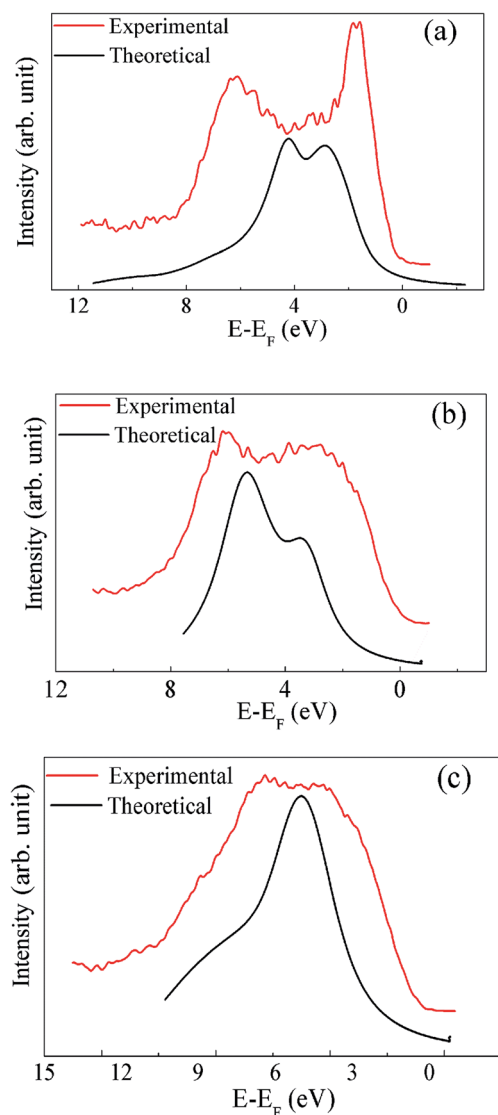 Experimental
Theoretical
(a)
Intensity (arb. unit)
12 8 4 0
E-E_F (eV)
Experimental
Theoretical
(b)
Intensity (arb. unit)
12 8 4 0
E-E_F (eV)
Experimental
Theoretical
(c)
Intensity (arb. unit)
15 12 9 6 3 0
E-E_F (eV)